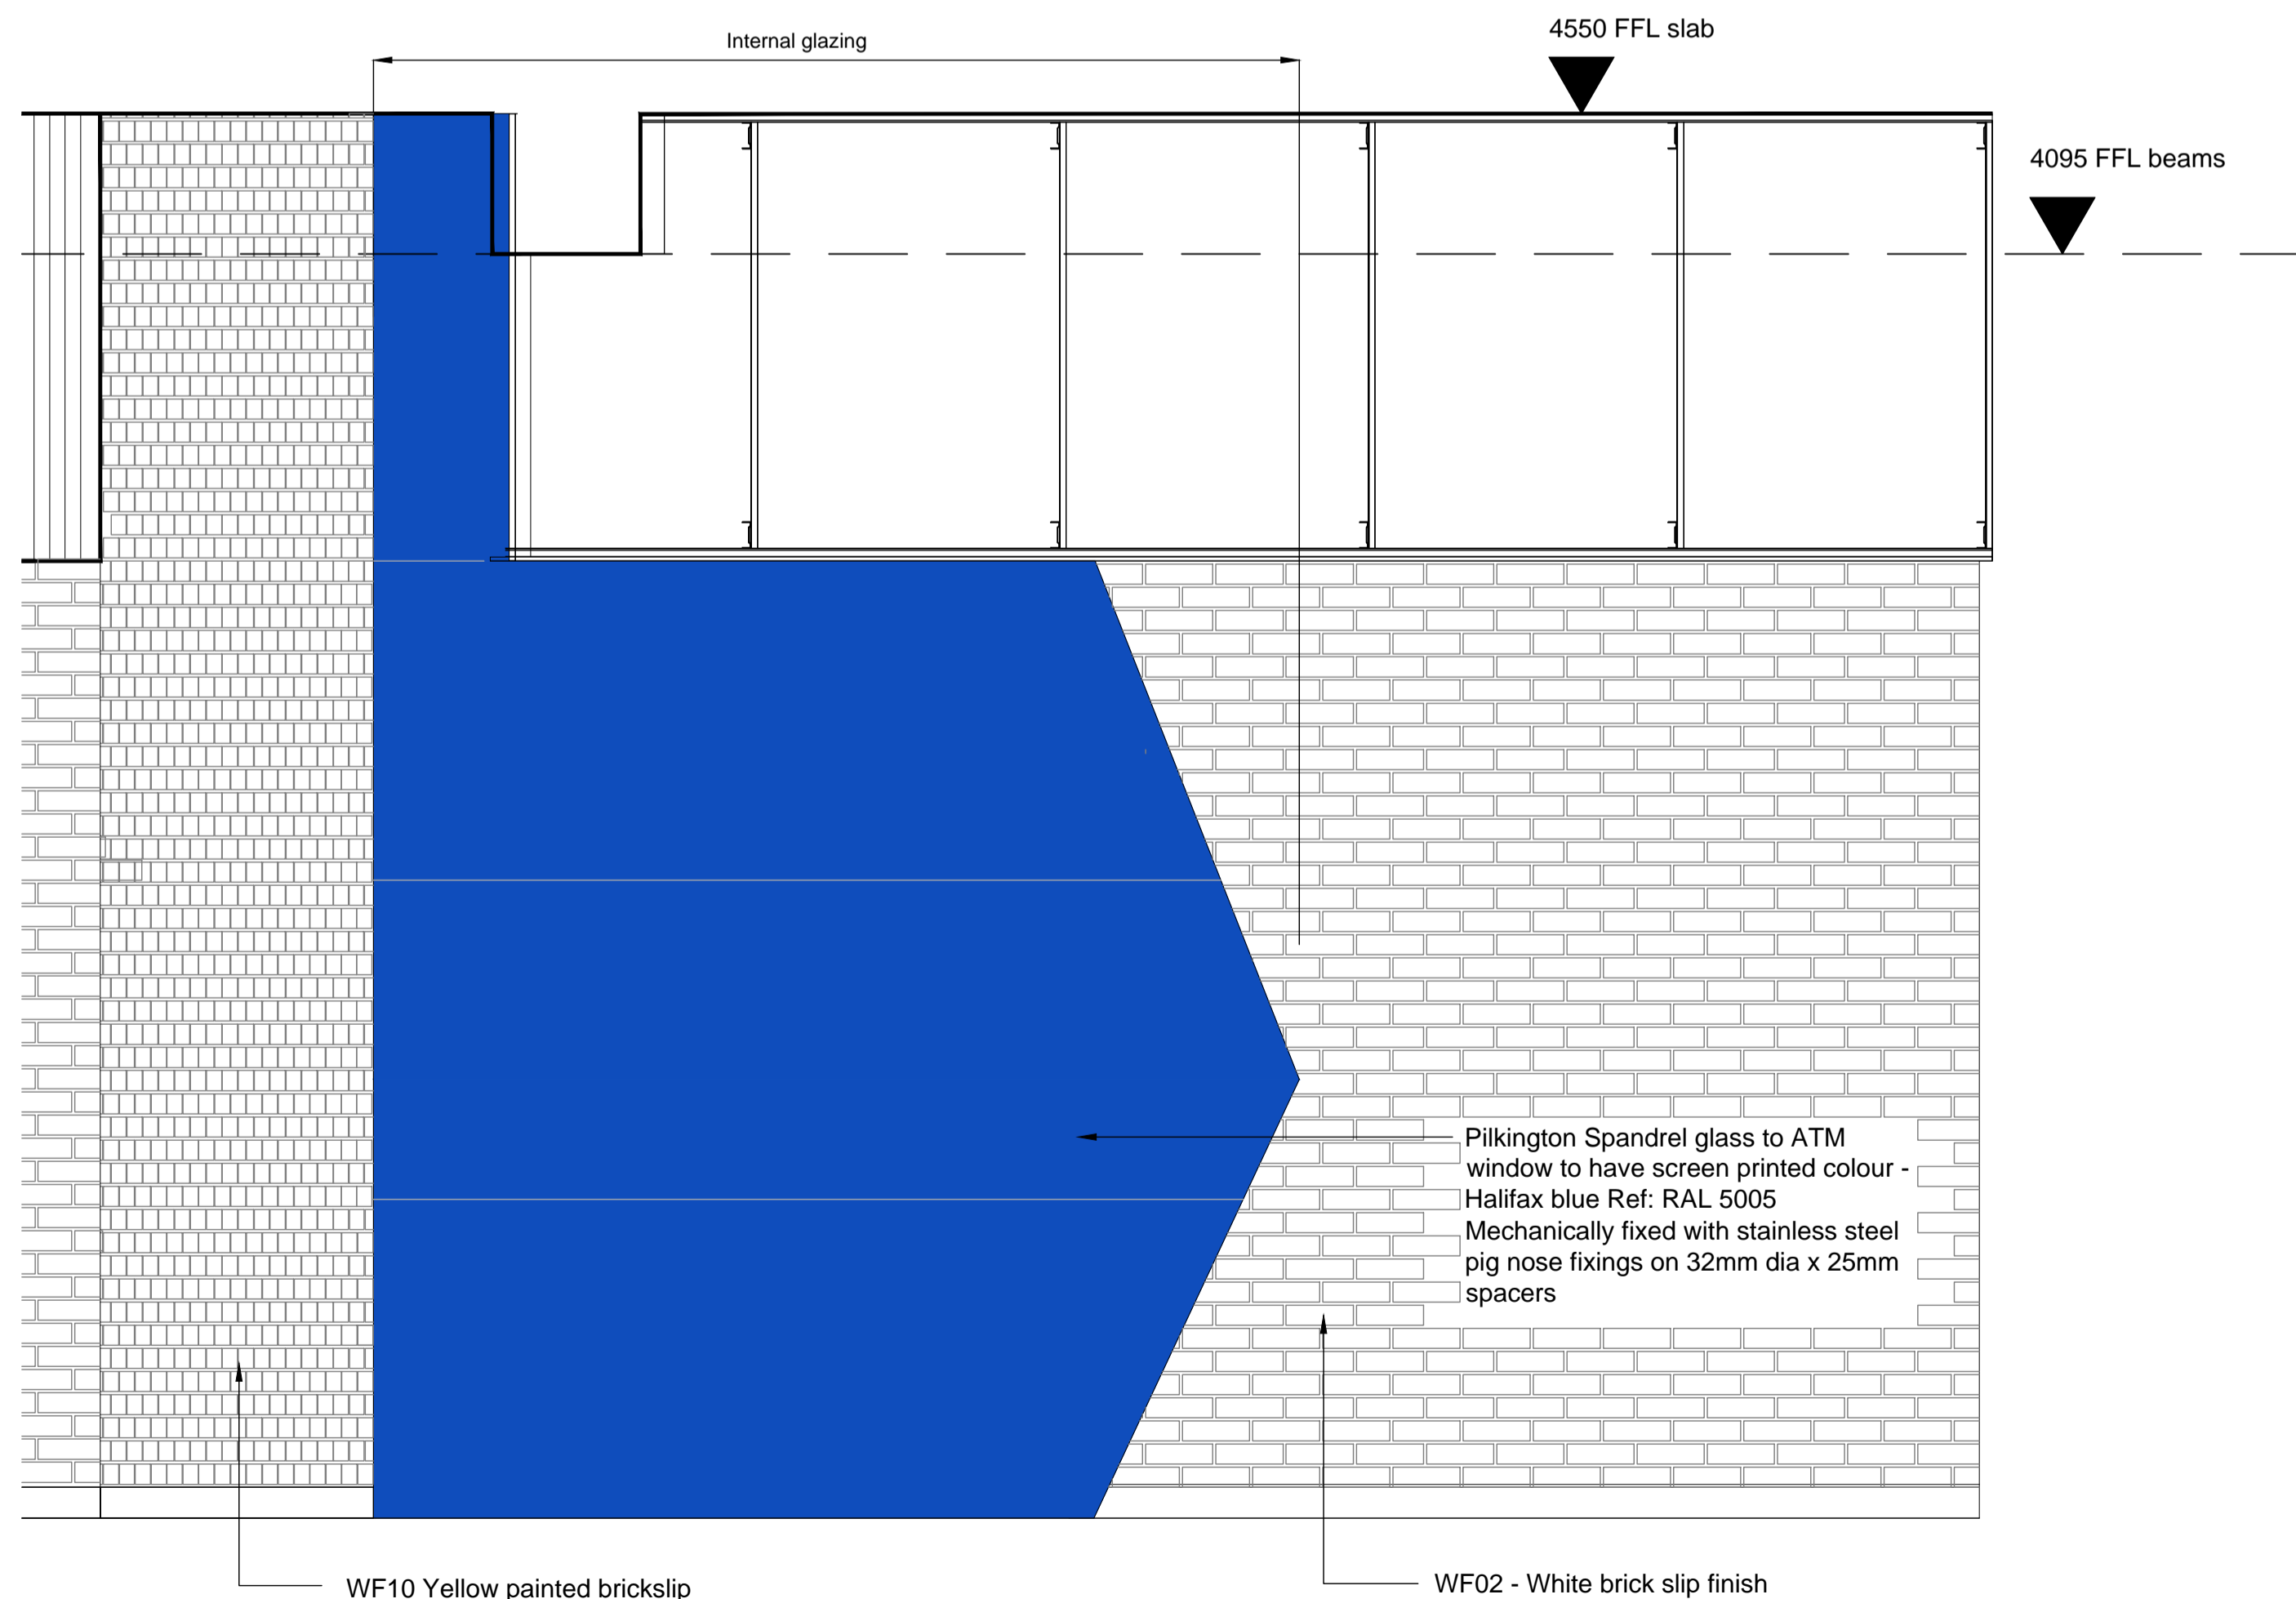 4550 FFL slab
Internal glazing
4095 FFL beams
Pilkington Spandrel glass to ATM
window to have screen printed colour -
Halifax blue Ref: RAL 5005
Mechanically fixed with stainless steel
pig nose fixings on 32mm dia x 25mm
spacers
WF10 Yellow painted brickslip
WF02 - White brick slip finish